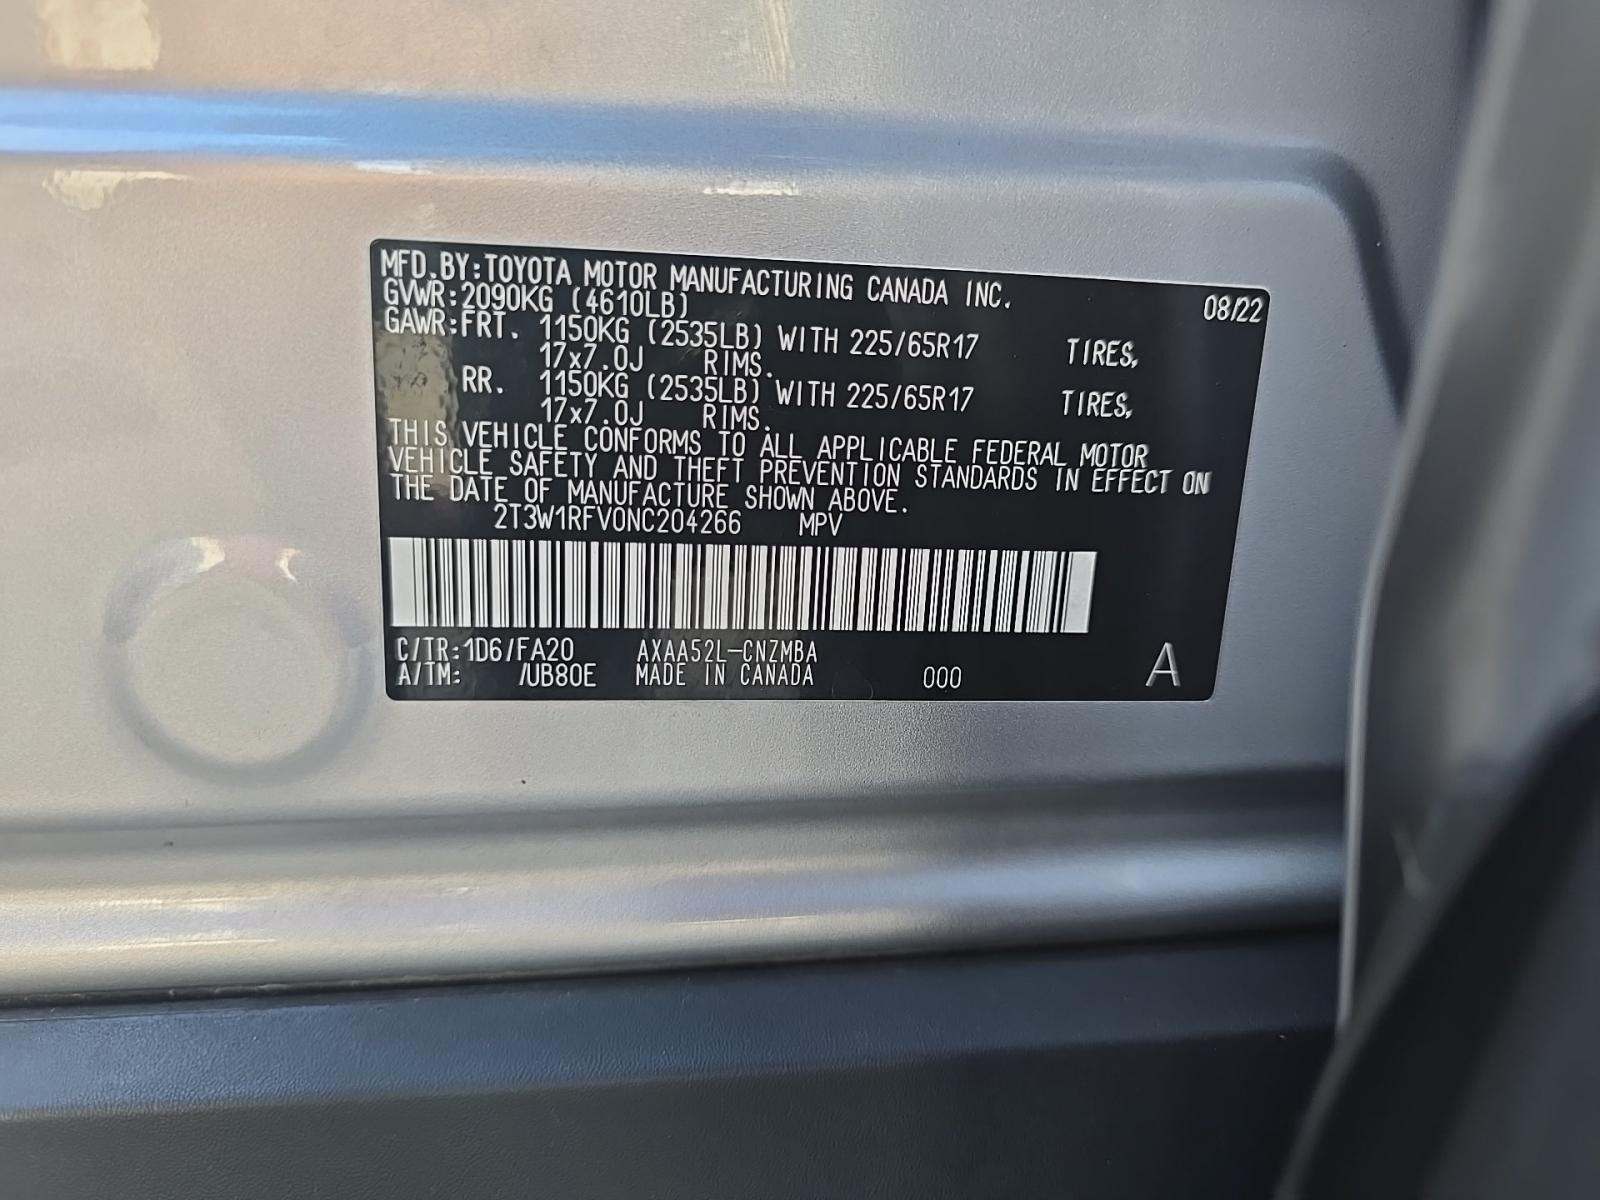 MFD.BY:TOYOTA MOTOR MANUFACTURING CANADA INC. 08/22
GVWR:2090KG (4610LB)
GAWR:FRT. 1150KG (2535LB) WITH 225/65R17 TIRES,
17x7.0J RIMS.
RR. 1150KG (2535LB) WITH 225/65R17 TIRES,
17x7.0J RIMS.
THIS VEHICLE CONFORMS TO ALL APPLICABLE FEDERAL MOTOR
VEHICLE SAFETY AND THEFT PREVENTION STANDARDS IN EFFECT ON
THE DATE OF MANUFACTURE SHOWN ABOVE.
2T3W1RFV0NC204266 MPV
C/TR:1D6/FA20 AXAA52L-CNZMBA
A/TM: /UB80E MADE IN CANADA 000 A